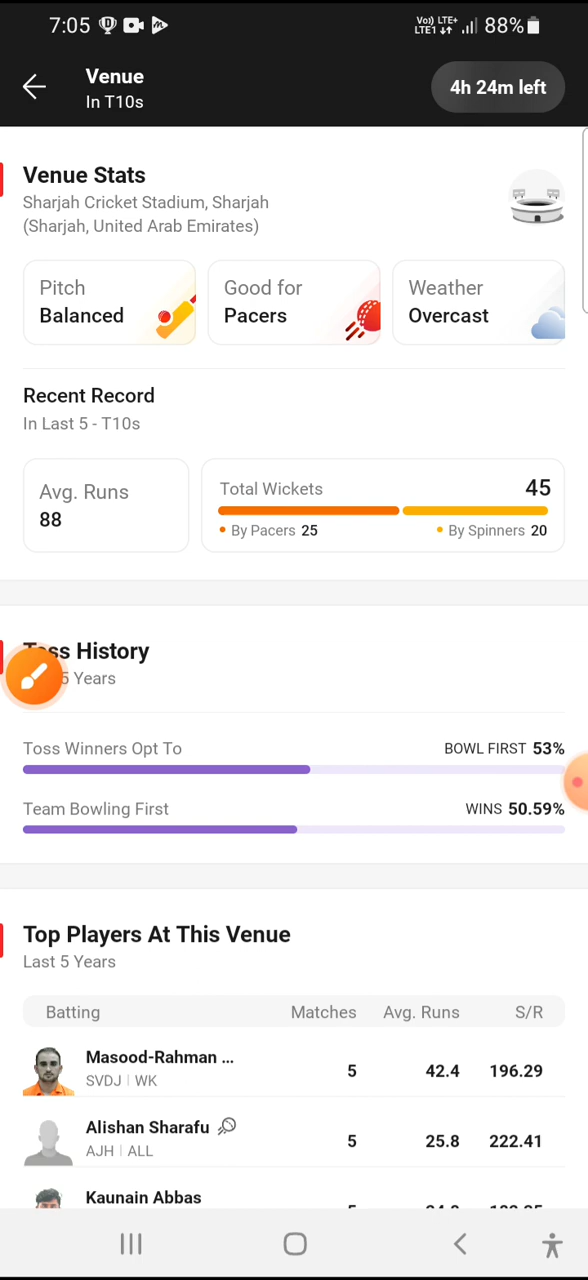 7:05
Vo)) LTE+
LTE1
88%
Venue
In T10s
4h 24m left
Venue Stats
Sharjah Cricket Stadium, Sharjah
(Sharjah, United Arab Emirates)
Pitch
Balanced
Good for
Pacers
Weather
Overcast
Recent Record
In Last 5 - T10s
Avg. Runs
88
Total Wickets 45
By Pacers 25
By Spinners 20
Toss History
5 Years
Toss Winners Opt To BOWL FIRST 53%
Team Bowling First WINS 50.59%
Top Players At This Venue
Last 5 Years
Batting Matches Avg. Runs S/R
Masood-Rahman ...
SVDJ | WK
5 42.4 196.29
Alishan Sharafu
AJH | ALL
5 25.8 222.41
Kaunain Abbas